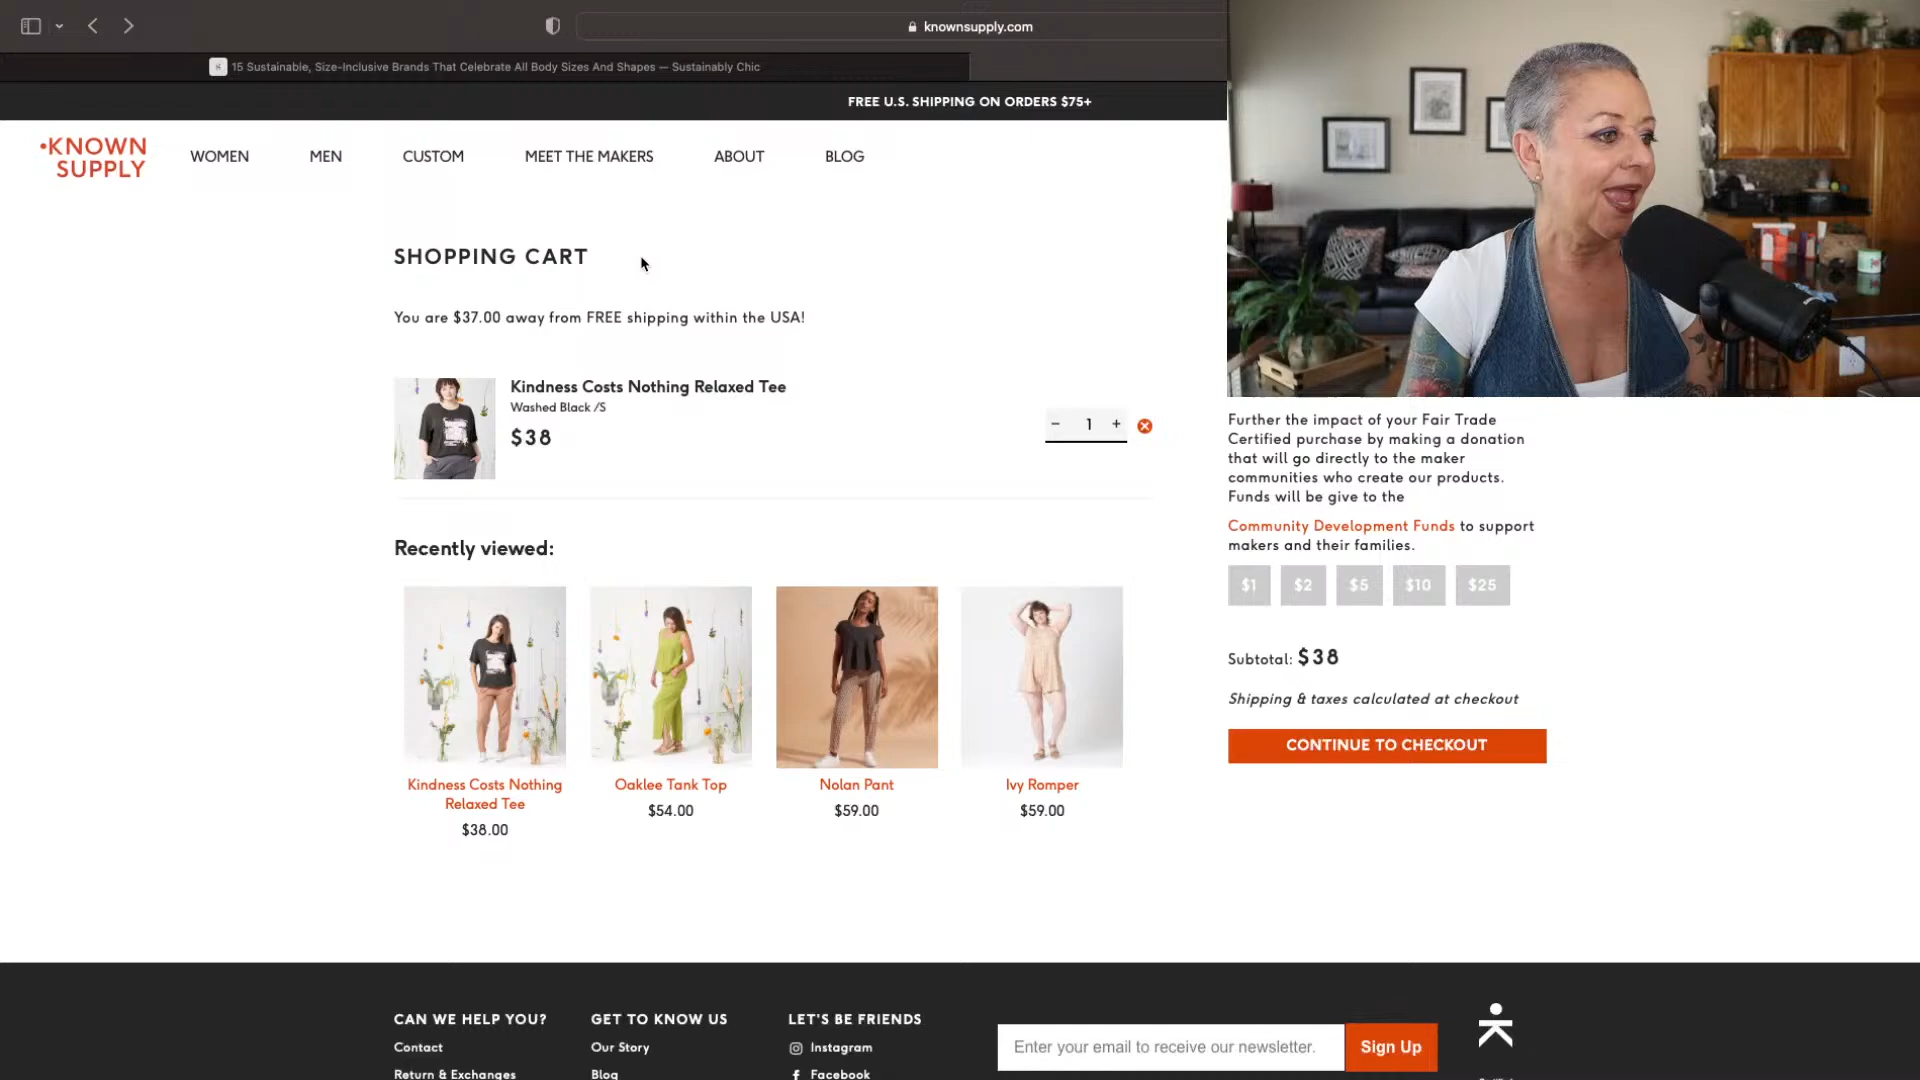 knownsupply.com
15 Sustainable, Size-Inclusive Brands That Celebrate All Body Sizes And Shapes — Sustainably Chic
FREE U.S. SHIPPING ON ORDERS $75+
•KNOWN
SUPPLY
WOMEN MEN CUSTOM MEET THE MAKERS ABOUT BLOG
SHOPPING CART
You are $37.00 away from FREE shipping within the USA!
Kindness Costs Nothing Relaxed Tee
Washed Black /S
$38
− 1 +
Recently viewed:
Kindness Costs Nothing
Relaxed Tee
$38.00
Oaklee Tank Top
$54.00
Nolan Pant
$59.00
Ivy Romper
$59.00
Further the impact of your Fair Trade
Certified purchase by making a donation
that will go directly to the maker
communities who create our products.
Funds will be give to the
Community Development Funds to support
makers and their families.
$1 $2 $5 $10 $25
Subtotal: $38
Shipping & taxes calculated at checkout
CONTINUE TO CHECKOUT
CAN WE HELP YOU?
Contact
Return & Exchanges
GET TO KNOW US
Our Story
Blog
LET'S BE FRIENDS
Instagram
Facebook
Enter your email to receive our newsletter.
Sign Up